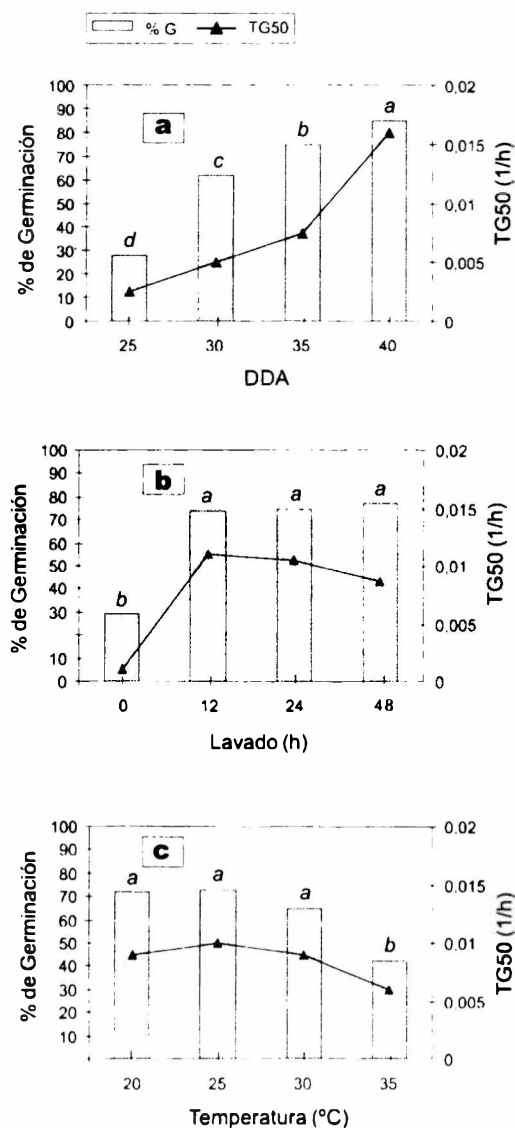 % G TG50
a
% de Germinación
TG50 (1/h)
100
90
80
70
60
50
40
30
20
10
0
0,02
0,015
0,01
0,005
0
d
c
b
a
25 30 35 40
DDA
b
% de Germinación
TG50 (1/h)
100
90
80
70
60
50
40
30
10
0
0,02
0,015
0,01
0,005
0
b
a
a
a
0 12 24 48
Lavado (h)
c
% de Germinación
TG50 (1/h)
100
90
80
70
60
50
40
30
20
10
0,02
0,015
0,01
0,005
0
a
a
a
b
20 25 30 35
Temperatura (ºC)